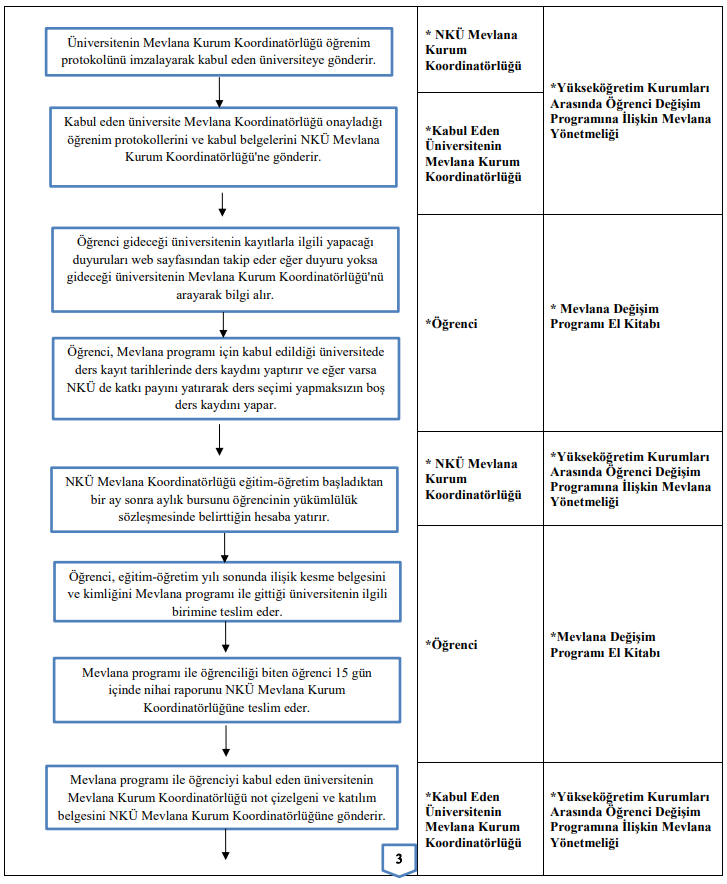 Üniversitenin Mevlana Kurum Koordinatörlüğü öğrenim
protokolünü imzalayarak kabul eden üniversiteye gönderir.
* NKÜ Mevlana
Kurum
Koordinatörlüğü
*Yükseköğretim Kurumları
Arasında Öğrenci Değişim
Programına İlişkin Mevlana
Yönetmeliği
Kabul eden üniversite Mevlana Koordinatörlüğü onayladığı
öğrenim protokollerini ve kabul belgelerini NKÜ Mevlana
Kurum Koordinatörlüğü'ne gönderir.
*Kabul Eden
Üniversitenin
Mevlana Kurum
Koordinatörlüğü
Öğrenci gideceği üniversitenin kayıtlarla ilgili yapacağı
duyuruları web sayfasından takip eder eğer duyuru yoksa
gideceği üniversitenin Mevlana Kurum Koordinatörlüğü'nü
arayarak bilgi alır.
Öğrenci, Mevlana programı için kabul edildiği üniversitede
ders kayıt tarihlerinde ders kaydını yaptırır ve eğer varsa
NKÜ de katkı payını yatırarak ders seçimi yapmaksızın boş
ders kaydını yapar.
*Öğrenci
* Mevlana Değişim
Programı El Kitabı
NKÜ Mevlana Koordinatörlüğü eğitim-öğretim başladıktan
bir ay sonra aylık bursunu öğrencinin yükümlülük
sözleşmesinde belirttiğin hesaba yatırır.
* NKÜ Mevlana
Kurum
Koordinatörlüğü
*Yükseköğretim Kurumları
Arasında Öğrenci Değişim
Programına İlişkin Mevlana
Yönetmeliği
Öğrenci, eğitim-öğretim yılı sonunda ilişik kesme belgesini
ve kimliğini Mevlana programı ile gittiği üniversitenin ilgili
birimine teslim eder.
Mevlana programı ile öğrenciliği biten öğrenci 15 gün
içinde nihai raporunu NKÜ Mevlana Kurum
Koordinatörlüğüne teslim eder.
*Öğrenci
*Mevlana Değişim
Programı El Kitabı
Mevlana programı ile öğrenciyi kabul eden üniversitenin
Mevlana Kurum Koordinatörlüğü not çizelgeni ve katılım
belgesini NKÜ Mevlana Kurum Koordinatörlüğüne gönderir.
*Kabul Eden
Üniversitenin
Mevlana Kurum
Koordinatörlüğü
*Yükseköğretim Kurumları
Arasında Öğrenci Değişim
Programına İlişkin Mevlana
Yönetmeliği
3